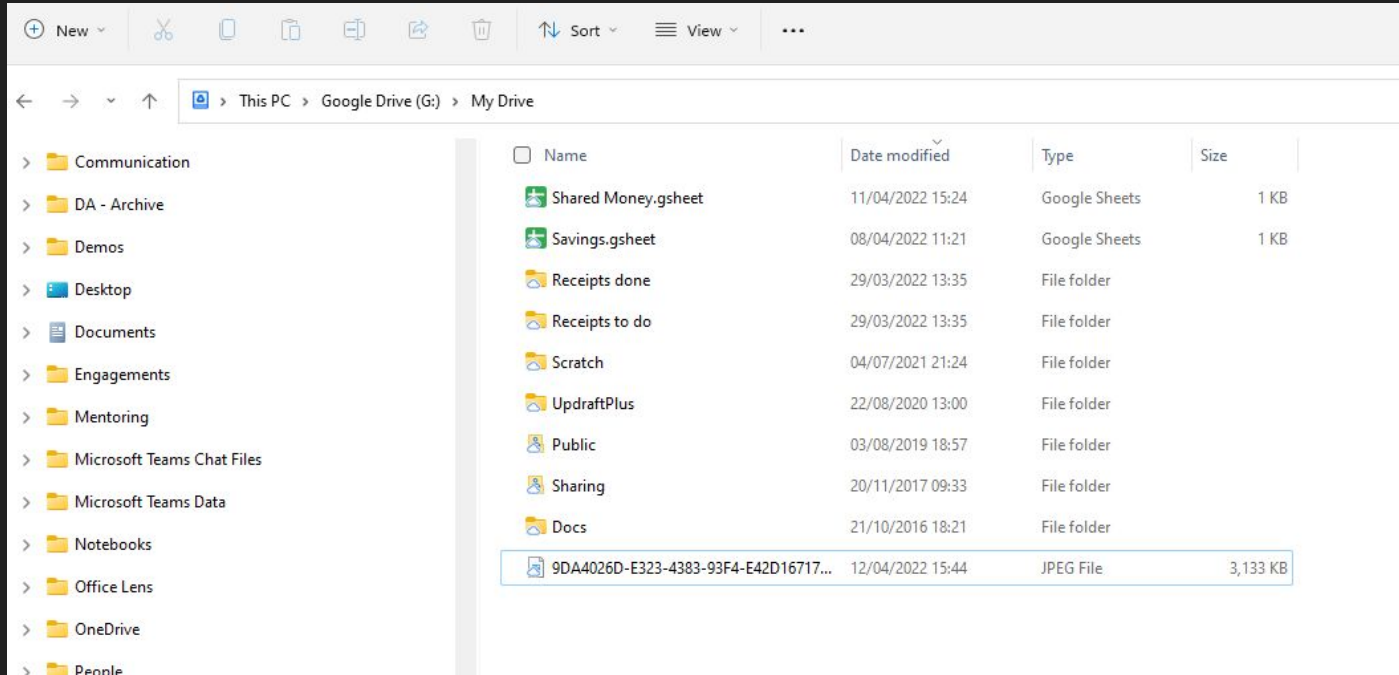 New
Sort
View
This PC > Google Drive (G:) > My Drive
Communication
DA - Archive
Demos
Desktop
Documents
Engagements
Mentoring
Microsoft Teams Chat Files
Microsoft Teams Data
Notebooks
Office Lens
OneDrive
People
Name Date modified Type Size
Shared Money.gsheet 11/04/2022 15:24 Google Sheets 1 KB
Savings.gsheet 08/04/2022 11:21 Google Sheets 1 KB
Receipts done 29/03/2022 13:35 File folder
Receipts to do 29/03/2022 13:35 File folder
Scratch 04/07/2021 21:24 File folder
UpdraftPlus 22/08/2020 13:00 File folder
Public 03/08/2019 18:57 File folder
Sharing 20/11/2017 09:33 File folder
Docs 21/10/2016 18:21 File folder
9DA4026D-E323-4383-93F4-E42D16717... 12/04/2022 15:44 JPEG File 3,133 KB